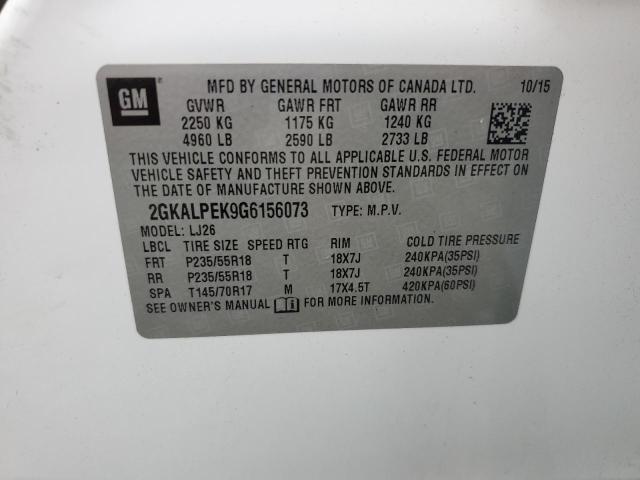 GM
MFD BY GENERAL MOTORS OF CANADA LTD. 10/15
GVWR GAWR FRT GAWR RR
2250 KG 1175 KG 1240 KG
4960 LB 2590 LB 2733 LB
THIS VEHICLE CONFORMS TO ALL APPLICABLE U.S. FEDERAL MOTOR
VEHICLE SAFETY AND THEFT PREVENTION STANDARDS IN EFFECT ON
THE DATE OF MANUFACTURE SHOWN ABOVE.
2GKALPEK9G6156073 TYPE: M.P.V.
MODEL: LJ26
LBCL TIRE SIZE SPEED RTG RIM COLD TIRE PRESSURE
FRT P235/55R18 T 18X7J 240KPA(35PSI)
RR P235/55R18 T 18X7J 240KPA(35PSI)
SPA T145/70R17 M 17X4.5T 420KPA(60PSI)
SEE OWNER'S MANUAL FOR MORE INFORMATION.